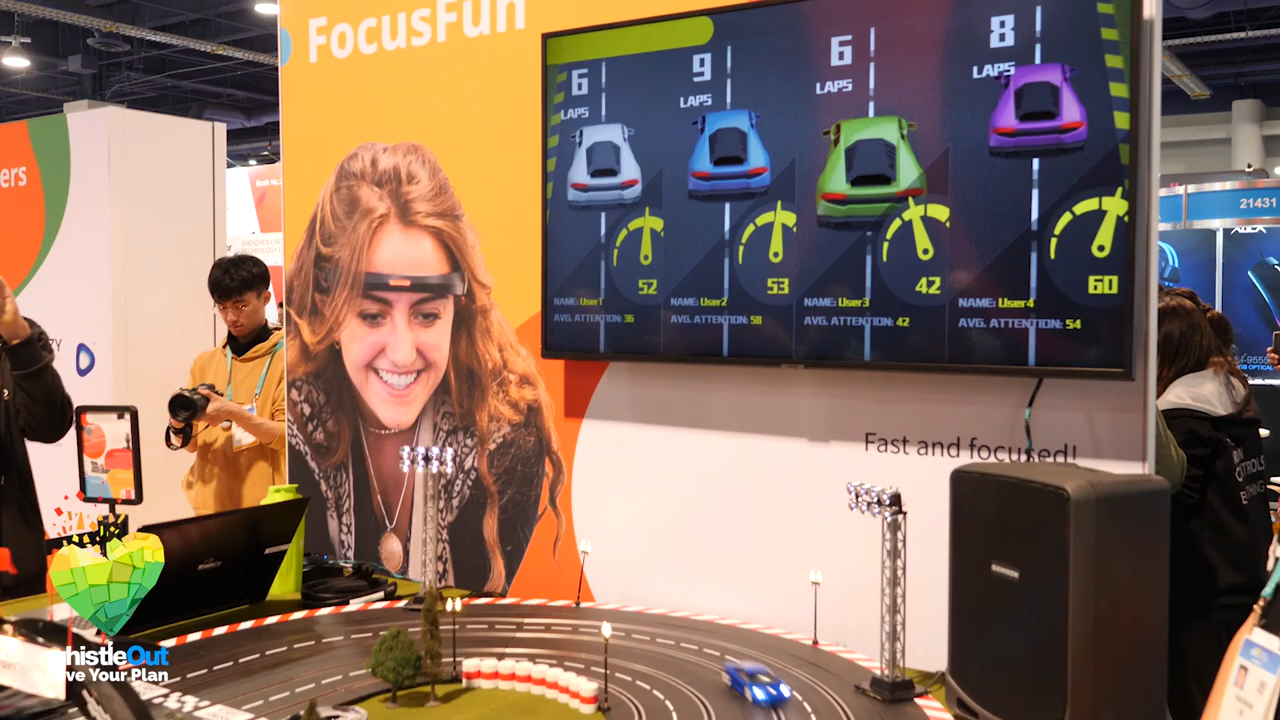 FocusFun
ers
6
LAPS
9
LAPS
6
LAPS
8
LAPS
52
53
42
60
NAME: User1
AVG. ATTENTION: 36
NAME: User2
AVG. ATTENTION: 58
NAME: User3
AVG. ATTENTION: 42
NAME: User4
AVG. ATTENTION: 54
Fast and focused!
21431
SAMSON
histleOut
ve Your Plan